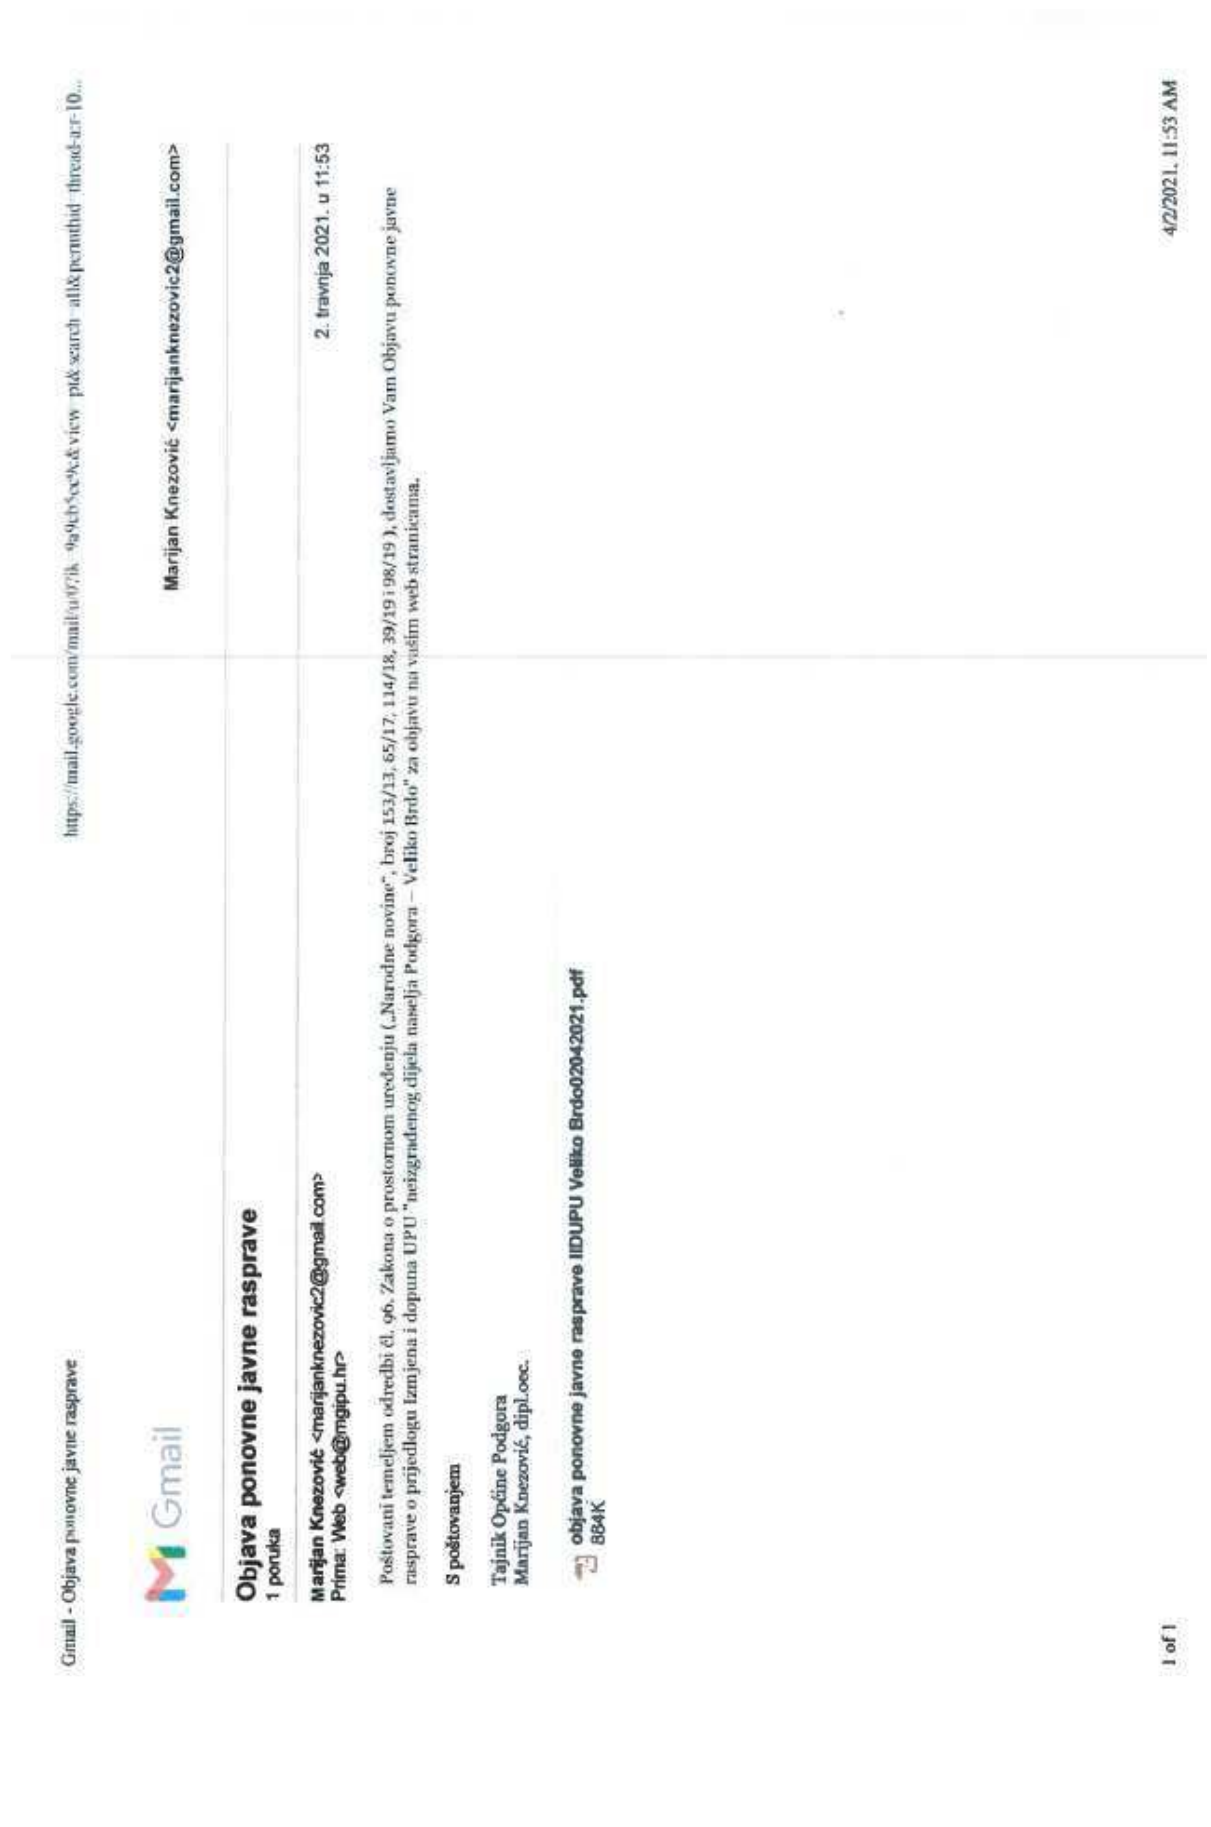 Gmail - Objava ponovne javne rasprave
Gmail
Marijan Knezović <marijanknezovic2@gmail.com>
Objava ponovne javne rasprave
1 poruka
Marijan Knezović <marijanknezovic2@gmail.com>
2. travnja 2021. u 11:53
Prima: Web <web@mgipu.hr>
Poštovani temeljem odredbi čl. 96. Zakona o prostornom uređenju („Narodne novine“, broj 153/13, 65/17, 114/18, 39/19 i 98/19 ), dostavljamo Vam Objavu ponovne javne
rasprave o prijedlogu Izmjena i dopuna UPU "neizgrađenog dijela naselja Podgora – Veliko Brdo" za objavu na vašim web stranicama.
S poštovanjem
Tajnik Općine Podgora
Marijan Knezović, dipl.oec.
objava ponovne javne rasprave IIDUPU Veliko Brdo02042021.pdf
884K
1 of 1
4/2/2021, 11:53 AM